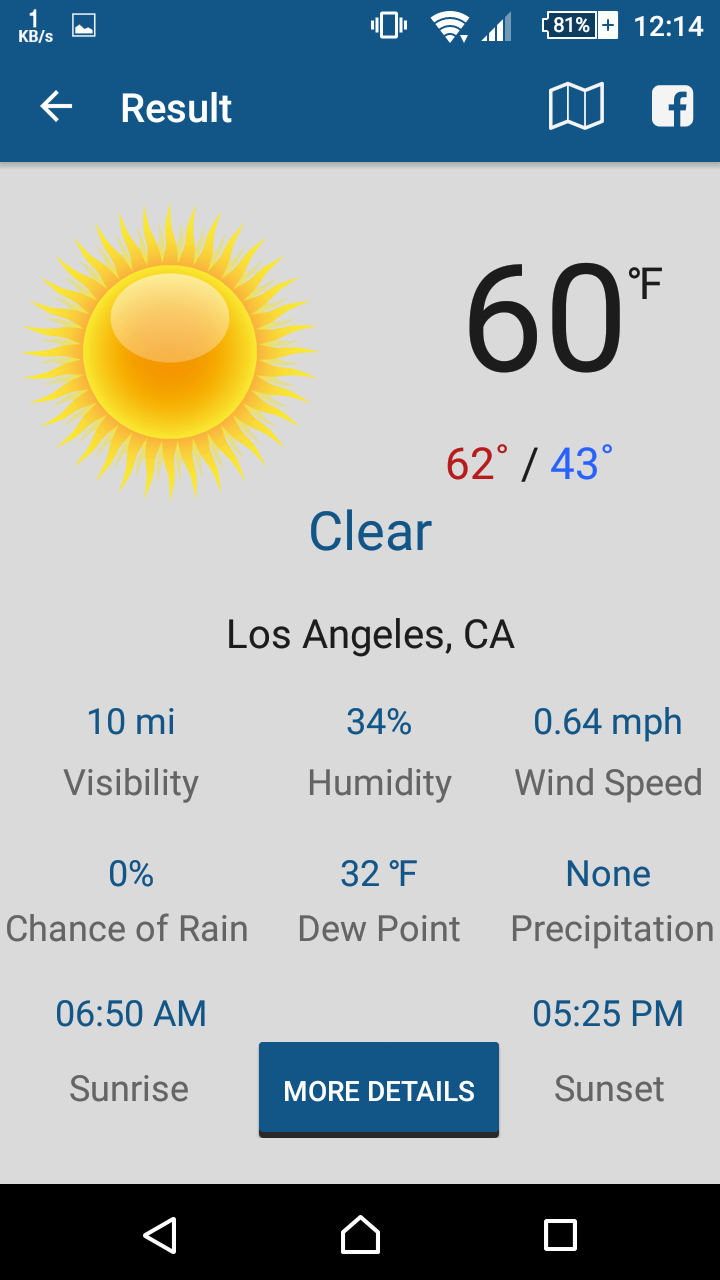 1
KB/s
81%
12:14
Result
60°F
62° / 43°
Clear
Los Angeles, CA
10 mi 34% 0.64 mph
Visibility Humidity Wind Speed
0% 32 °F None
Chance of Rain Dew Point Precipitation
06:50 AM 05:25 PM
Sunrise MORE DETAILS Sunset